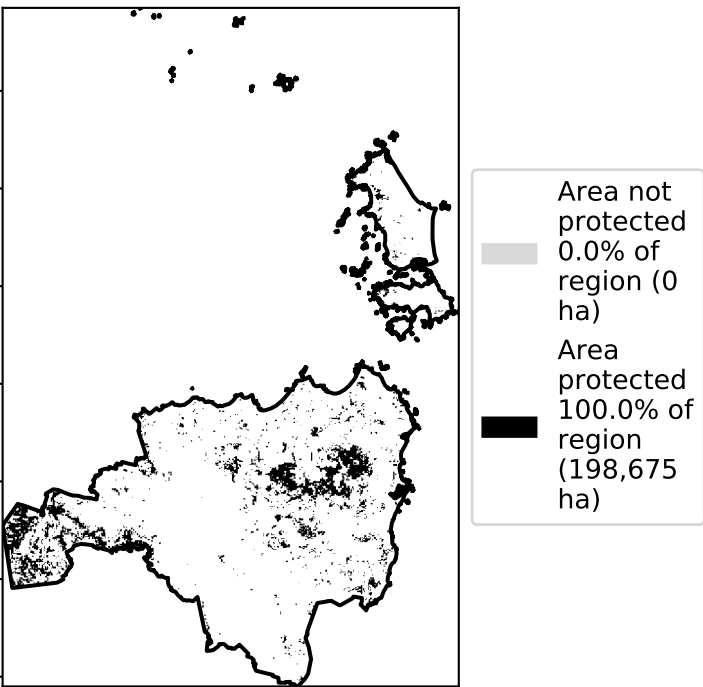 Area not
protected
0.0% of
region (0
ha)
Area
protected
100.0% of
region
(198,675
ha)